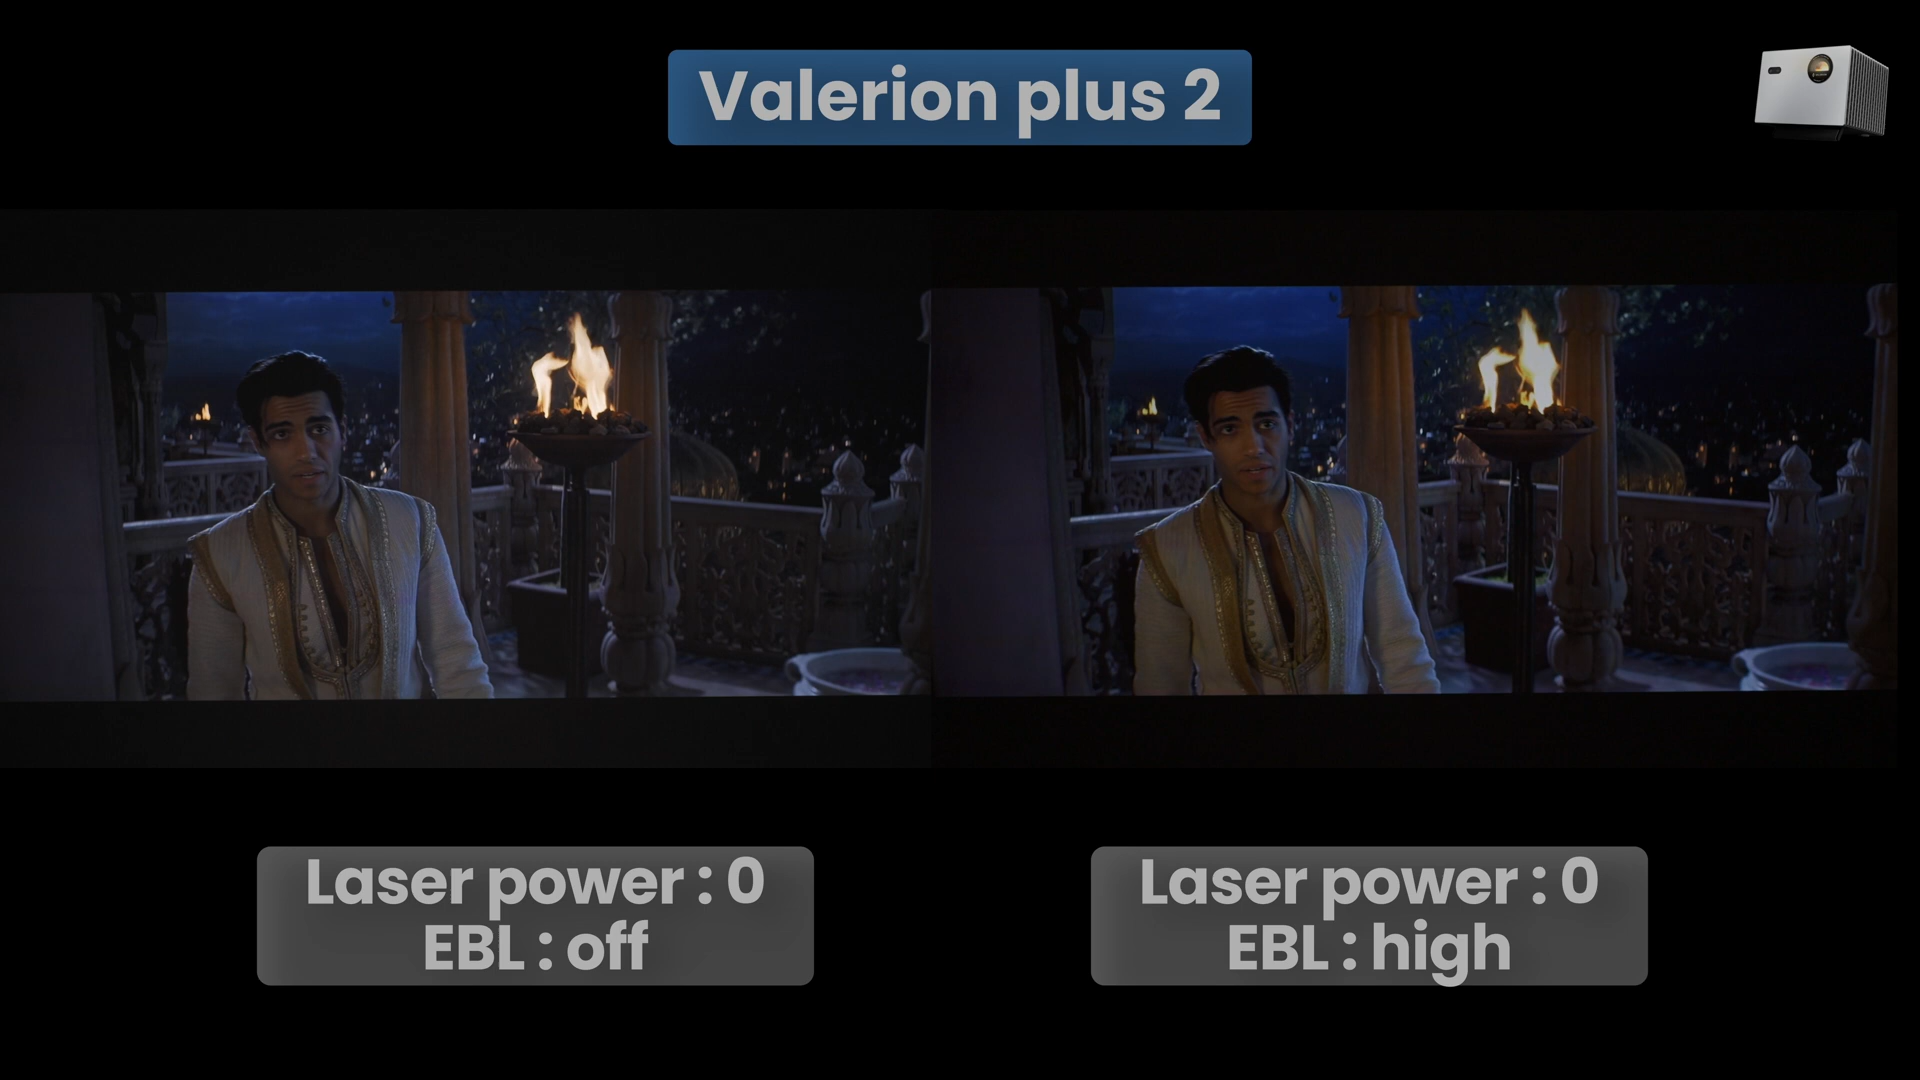 Valerion plus 2
Laser power : 0
EBL : off
Laser power : 0
EBL : high